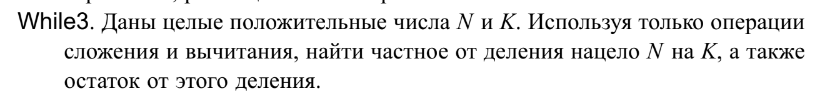 While3. Даны целые положительные числа N и K. Используя только операции
сложения и вычитания, найти частное от деления нацело N на K, а также
остаток от этого деления.